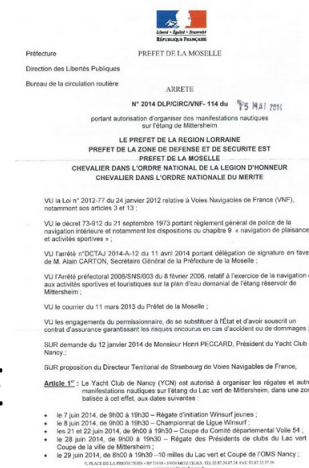 Liberté • Égalité • Fraternité
RÉPUBLIQUE FRANÇAISE
Préfecture
PREFET DE LA MOSELLE
Direction des Libertés Publiques
Bureau de la circulation routière
ARRETE
N° 2014 DLP/CIRC/VNF- 114 du 15 MAI 2014
portant autorisation d'organiser des manifestations nautiques
sur l'étang de Mittersheim
LE PREFET DE LA REGION LORRAINE
PREFET DE LA ZONE DE DEFENSE ET DE SECURITE EST
PREFET DE LA MOSELLE
CHEVALIER DANS L'ORDRE NATIONAL DE LA LEGION D'HONNEUR
CHEVALIER DANS L'ORDRE NATIONALE DU MERITE
VU la Loi n° 2012-77 du 24 janvier 2012 relative à Voies Navigables de France (VNF),
notamment ses articles 3 et 13 ;
VU le décret 73-912 du 21 septembre 1973 portant règlement général de police de la
navigation intérieure et notamment les dispositions du chapitre 9 « navigation de plaisance
et activités sportives » ;
VU l'arrêté n°DCTAJ 2014-A-12 du 11 avril 2014 portant délégation de signature en fave
de M. Alain CARTON, Secrétaire Général de la Préfecture de la Moselle ;
VU l'Arrêté préfectoral 2006/SNS/003 du 8 février 2006, relatif à l'exercice de la navigation
aux activités sportives et touristiques sur le plan d'eau domanial de l'étang réservoir de
Mittersheim ;
VU le courrier du 11 mars 2013 du Préfet de la Moselle ;
VU les engagements du permissionnaire, de se substituer à l'État et d'avoir souscrit un
contrat d'assurance garantissant les risques encourus en cas d'accident ou de dommages ;
SUR demande du 12 janvier 2014 de Monsieur Henri PECCARD, Président du Yacht Club
Nancy ;
SUR proposition du Directeur Territorial de Strasbourg de Voies Navigables de France,
Article 1er : Le Yacht Club de Nancy (YCN) est autorisé à organiser les régates et autre
manifestations nautiques sur l'étang du Lac vert de Mittersheim, dans une zon
balisée à cet effet, aux dates suivantes :
• le 7 juin 2014, de 9h00 à 19h30 – Régate d'initiation Winsurf jeunes ;
• le 8 juin 2014, de 9h00 à 19h30 – Championnat de Ligue Winsurf ;
• les 21 et 22 juin 2014, de 9h00 à 19h30 – Coupe du Comité départemental Voile 54 ;
• le 28 juin 2014, de 9h00 à 19h30 – Régate des Présidents de clubs du Lac vert
Coupe de la ville de Mittersheim ;
• le 29 juin 2014, de 8h00 à 19h30 –10 milles du Lac vert et Coupe de l'OMS Nancy ;